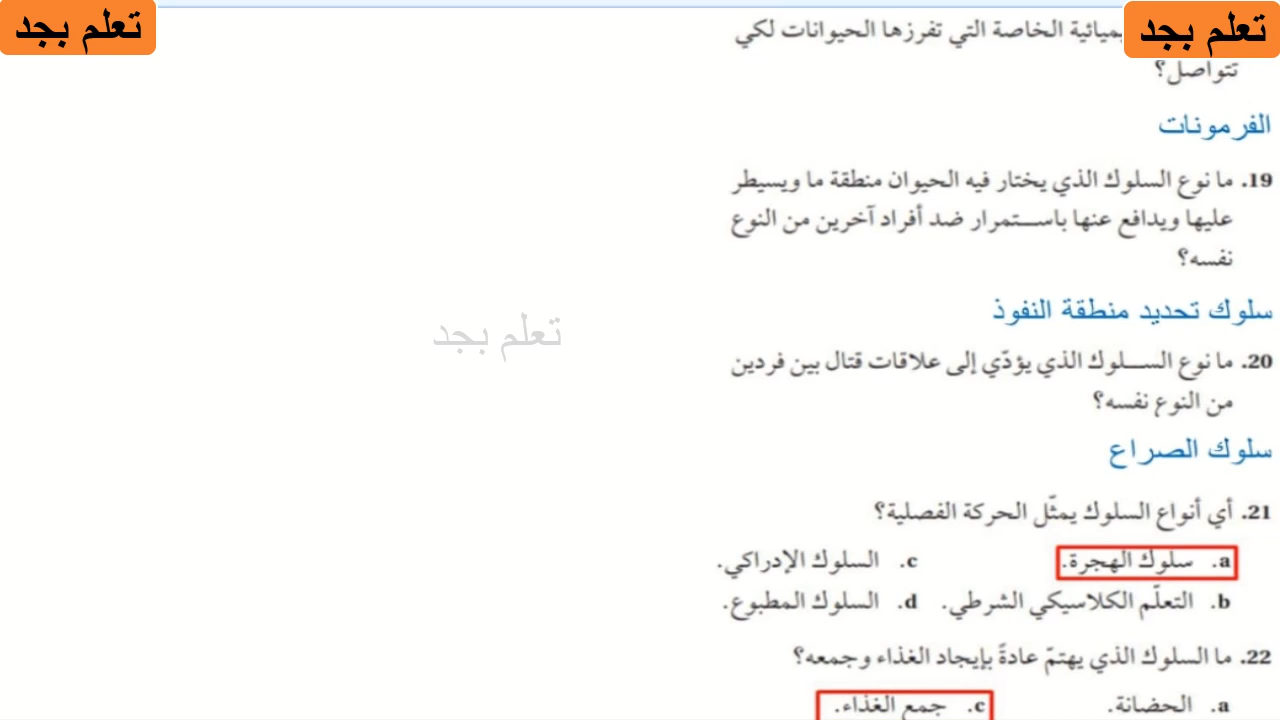 تعلم بجد
تعلم بجد
الخاصة التي تفرزها الحيوانات لكي
تتواصل؟
الفرمونات
19. ما نوع السلوك الذي يختار فيه الحيوان منطقة ما ويسيطر
عليها ويدافع عنها باستمرار ضد أفراد آخرين من النوع
نفسه؟
سلوك تحديد منطقة النفوذ
تعلم بجد
20. ما نوع السلوك الذي يؤدّي إلى علاقات قتال بين فردين
من النوع نفسه؟
سلوك الصراع
21. أي أنواع السلوك يمثّل الحركة الفصلية؟
a. سلوك الهجرة. c. السلوك الإدراكي.
b. التعلّم الكلاسيكي الشرطي. d. السلوك المطبوع.
22. ما السلوك الذي يهتمّ عادةً بإيجاد الغذاء وجمعه؟
a. الحضانة. c. جمع الغذاء.